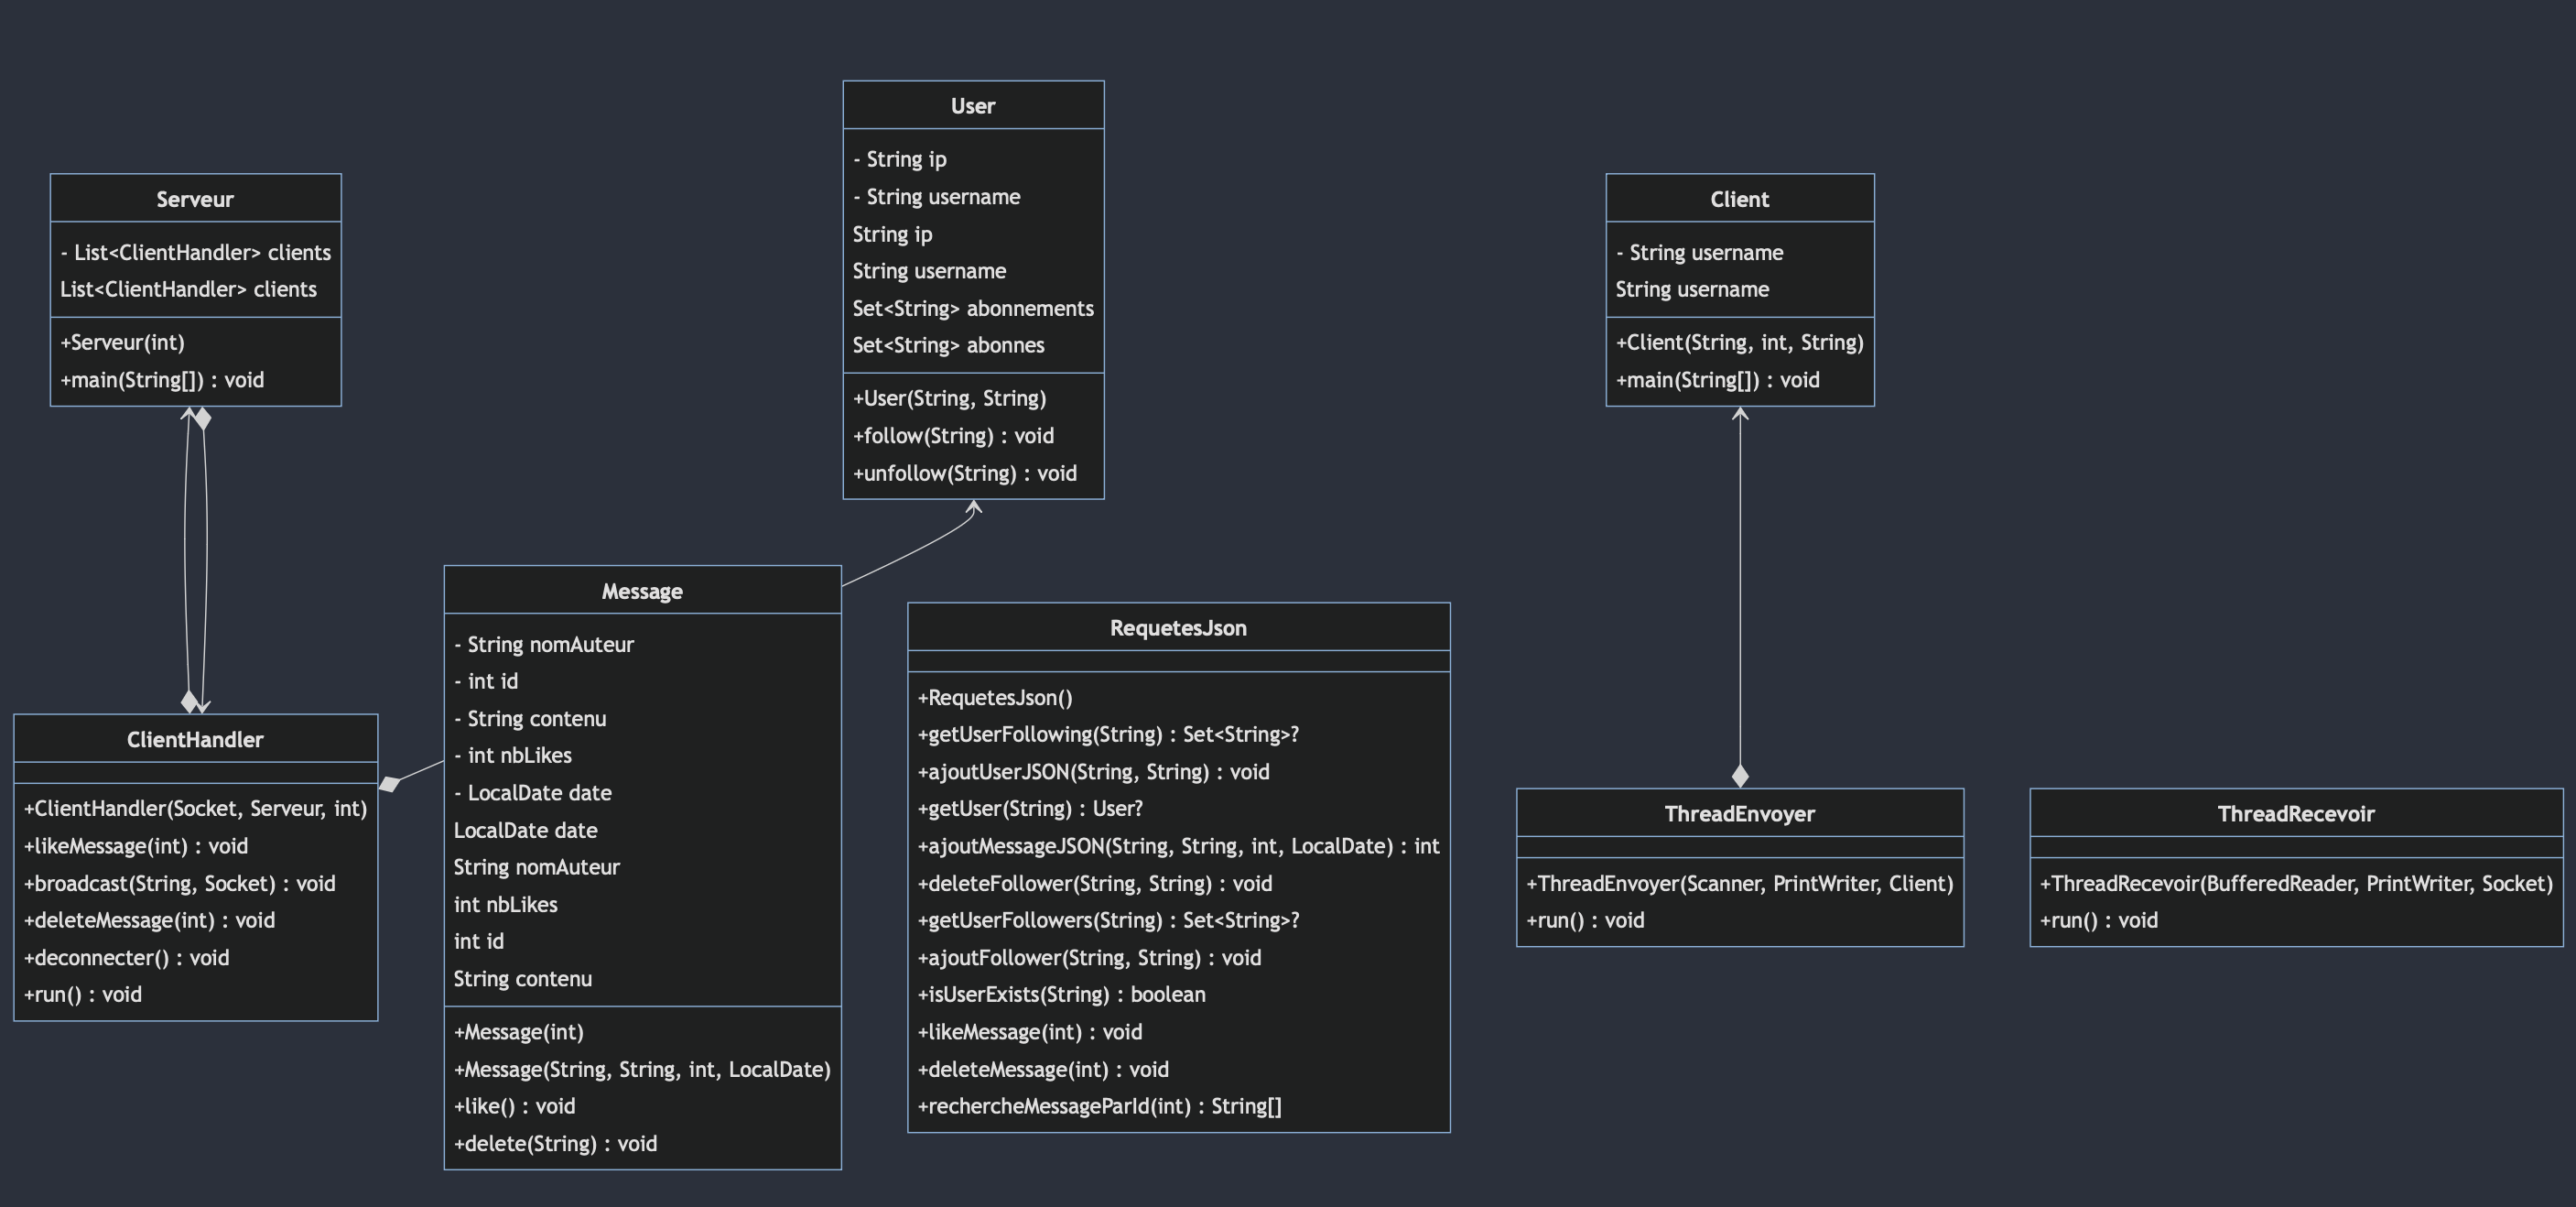 Serveur
- List<ClientHandler> clients
List<ClientHandler> clients
+Serveur(int)
+main(String[]) : void
User
- String ip
- String username
String ip
String username
Set<String> abonnements
Set<String> abonnes
+User(String, String)
+follow(String) : void
+unfollow(String) : void
Client
- String username
String username
+Client(String, int, String)
+main(String[]) : void
ClientHandler
+ClientHandler(Socket, Serveur, int)
+likeMessage(int) : void
+broadcast(String, Socket) : void
+deleteMessage(int) : void
+deconnecter() : void
+run() : void
Message
- String nomAuteur
- int id
- String contenu
- int nbLikes
- LocalDate date
LocalDate date
String nomAuteur
int nbLikes
int id
String contenu
+Message(int)
+Message(String, String, int, LocalDate)
+like() : void
+delete(String) : void
RequetesJson
+RequetesJson()
+getUserFollowing(String) : Set<String>?
+ajoutUserJSON(String, String) : void
+getUser(String) : User?
+ajoutMessageJSON(String, String, int, LocalDate) : int
+deleteFollower(String, String) : void
+getUserFollowers(String) : Set<String>?
+ajoutFollower(String, String) : void
+isUserExists(String) : boolean
+likeMessage(int) : void
+deleteMessage(int) : void
+rechercheMessageParId(int) : String[]
ThreadEnvoyer
+ThreadEnvoyer(Scanner, PrintWriter, Client)
+run() : void
ThreadRecevoir
+ThreadRecevoir(BufferedReader, PrintWriter, Socket)
+run() : void